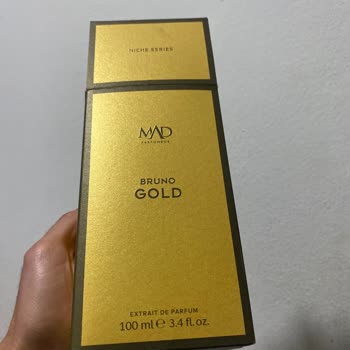 NICHE SERIES
MAD
PARFUMEUR
BRUNO
GOLD
EXTRAIT DE PARFUM
100 ml ℮ 3.4 fl. oz.